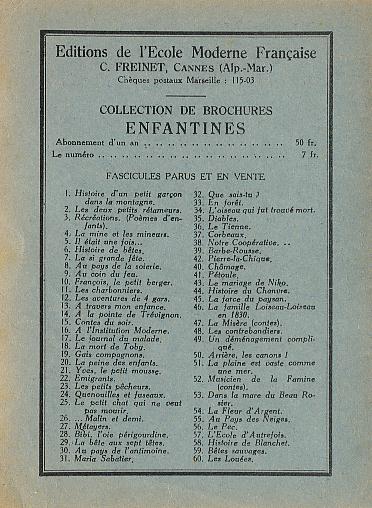 Editions de l'Ecole Moderne Française
C. FREINET, CANNES (Alp.-Mar.)
Chèques postaux Marseille : 115-03
COLLECTION DE BROCHURES
ENFANTINES
Abonnement d'un an .. .. .. .. .. .. .. .. .. .. 50 fr.
Le numéro .. .. .. .. .. .. .. .. .. .. .. .. .. 7 fr.
FASCICULES PARUS ET EN VENTE
1. Histoire d'un petit garçon
dans la montagne.
2. Les deux petits rétameurs.
3. Récréations. (Poèmes d'en-
fants).
4. La mine et les mineurs.
5. Il était une fois...
6. Histoire de bêtes.
7. La si grande fête.
8. Au pays de la soierie.
9. Au coin du feu.
10. François, le petit berger.
11. Les charbonniers.
12. Les aventures de 4 gars.
13. A travers mon enfance.
14. A la pointe de Trévignon.
15. Contes du soir.
16. A l'Institution Moderne.
17. Le journal du malade.
18. La mort de Toby.
19. Gais compagnons.
20. La peine des enfants.
21. Yves, le petit mousse.
22. Emigrants.
23. Les petits pêcheurs.
24. Quenouilles et fuseaux.
25. Le petit chat qui ne veut
pas mourir.
26. ... Malin et demi.
27. Métayers.
28. Bibi, l'oie périgourdine.
29. La bête aux sept têtes.
30. Au pays de l'antimoine.
31. Maria Sabatier.
32. Que sais-tu ?
33. En forêt.
34. L'oiseau qui fut trouvé mort.
35. Diables.
36. Le Tienne.
37. Corbeaux.
38. Notre Coopérative. ..
39. Barbe-Rousse.
40. Chômage.
41. Pétoule.
42. Pierre-la-Chique.
43. Le mariage de Niko.
44. Histoire du Chanvre.
45. La farce du paysan.
46. La famille Loiseau-Loiseau
en 1830.
47. La Misère (contes).
48. Les contrebandiers.
49. Un déménagement compli-
qué.
50. Arrière, les canons !
51. La plaine est vaste comme
une mer.
52. Musicien de la Famine
(contes).
53. Dans la mare du Beau Ro-
sier.
54. La Fleur d'Argent.
55. Au Pays des Neiges.
56. Le Pec.
57. L'Ecole d'Autrefois.
58. Histoire de Blanchet.
59. Bêtes sauvages.
60. Les Louées.